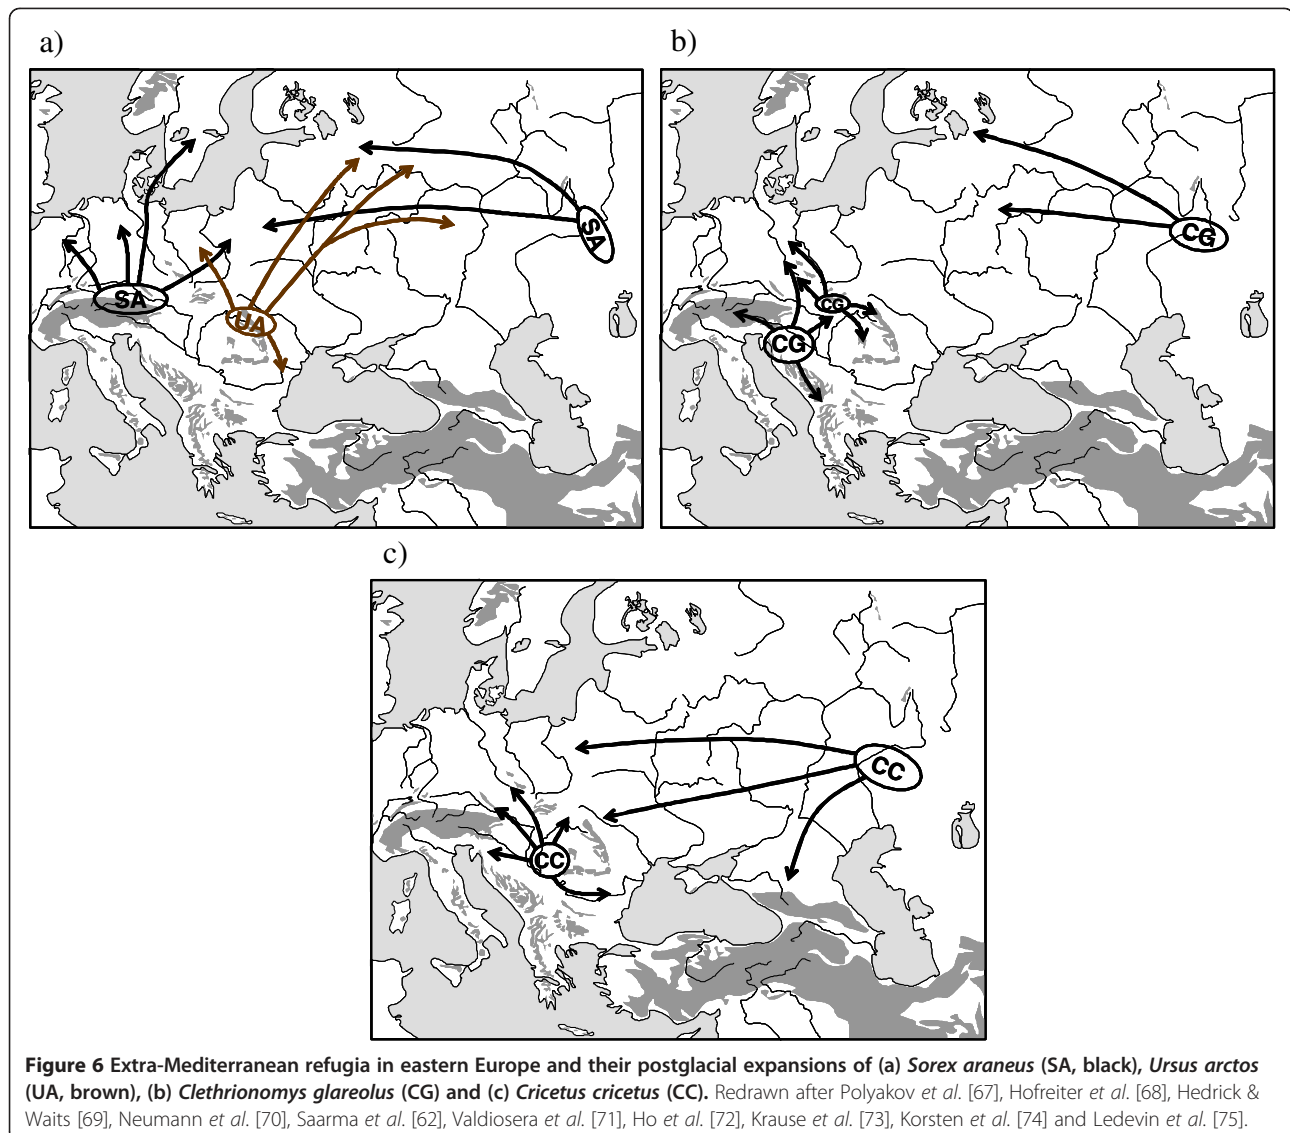 a)
b)
SA
SA
UA
CG
CG
CG
c)
CC
CC
Figure 6 Extra-Mediterranean refugia in eastern Europe and their postglacial expansions of (a) Sorex araneus (SA, black), Ursus arctos
(UA, brown), (b) Clethrionomys glareolus (CG) and (c) Cricetus cricetus (CC). Redrawn after Polyakov et al. [67], Hofreiter et al. [68], Hedrick &
Waits [69], Neumann et al. [70], Saarma et al. [62], Valdiosera et al. [71], Ho et al. [72], Krause et al. [73], Korsten et al. [74] and Ledevin et al. [75].